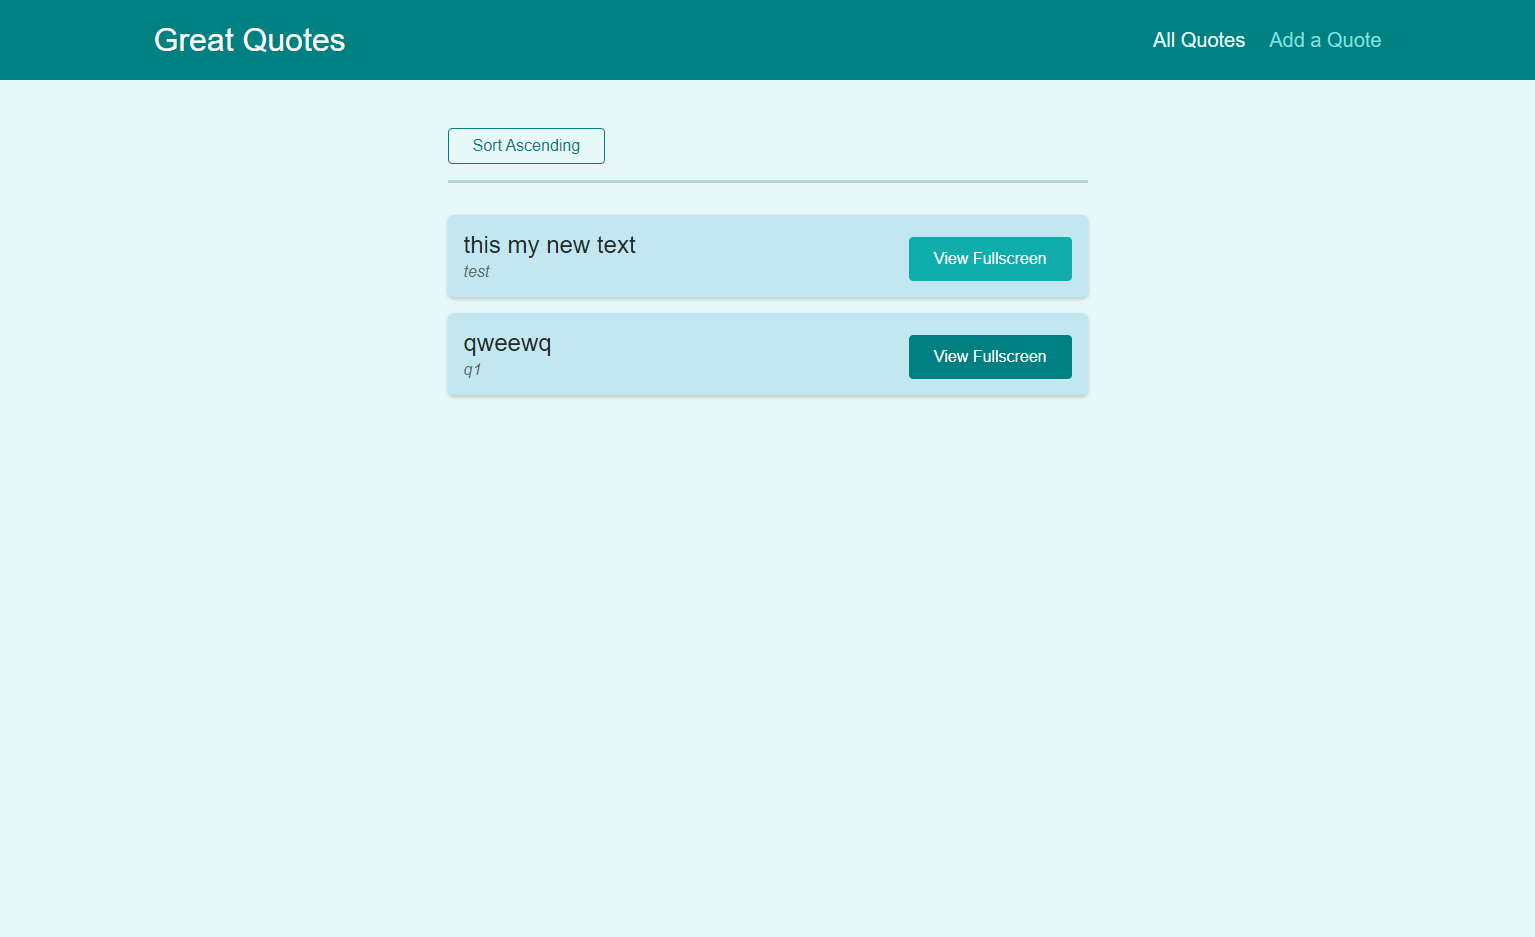 Great Quotes
All Quotes
Add a Quote
Sort Ascending
this my new text
test
View Fullscreen
qweewq
q1
View Fullscreen